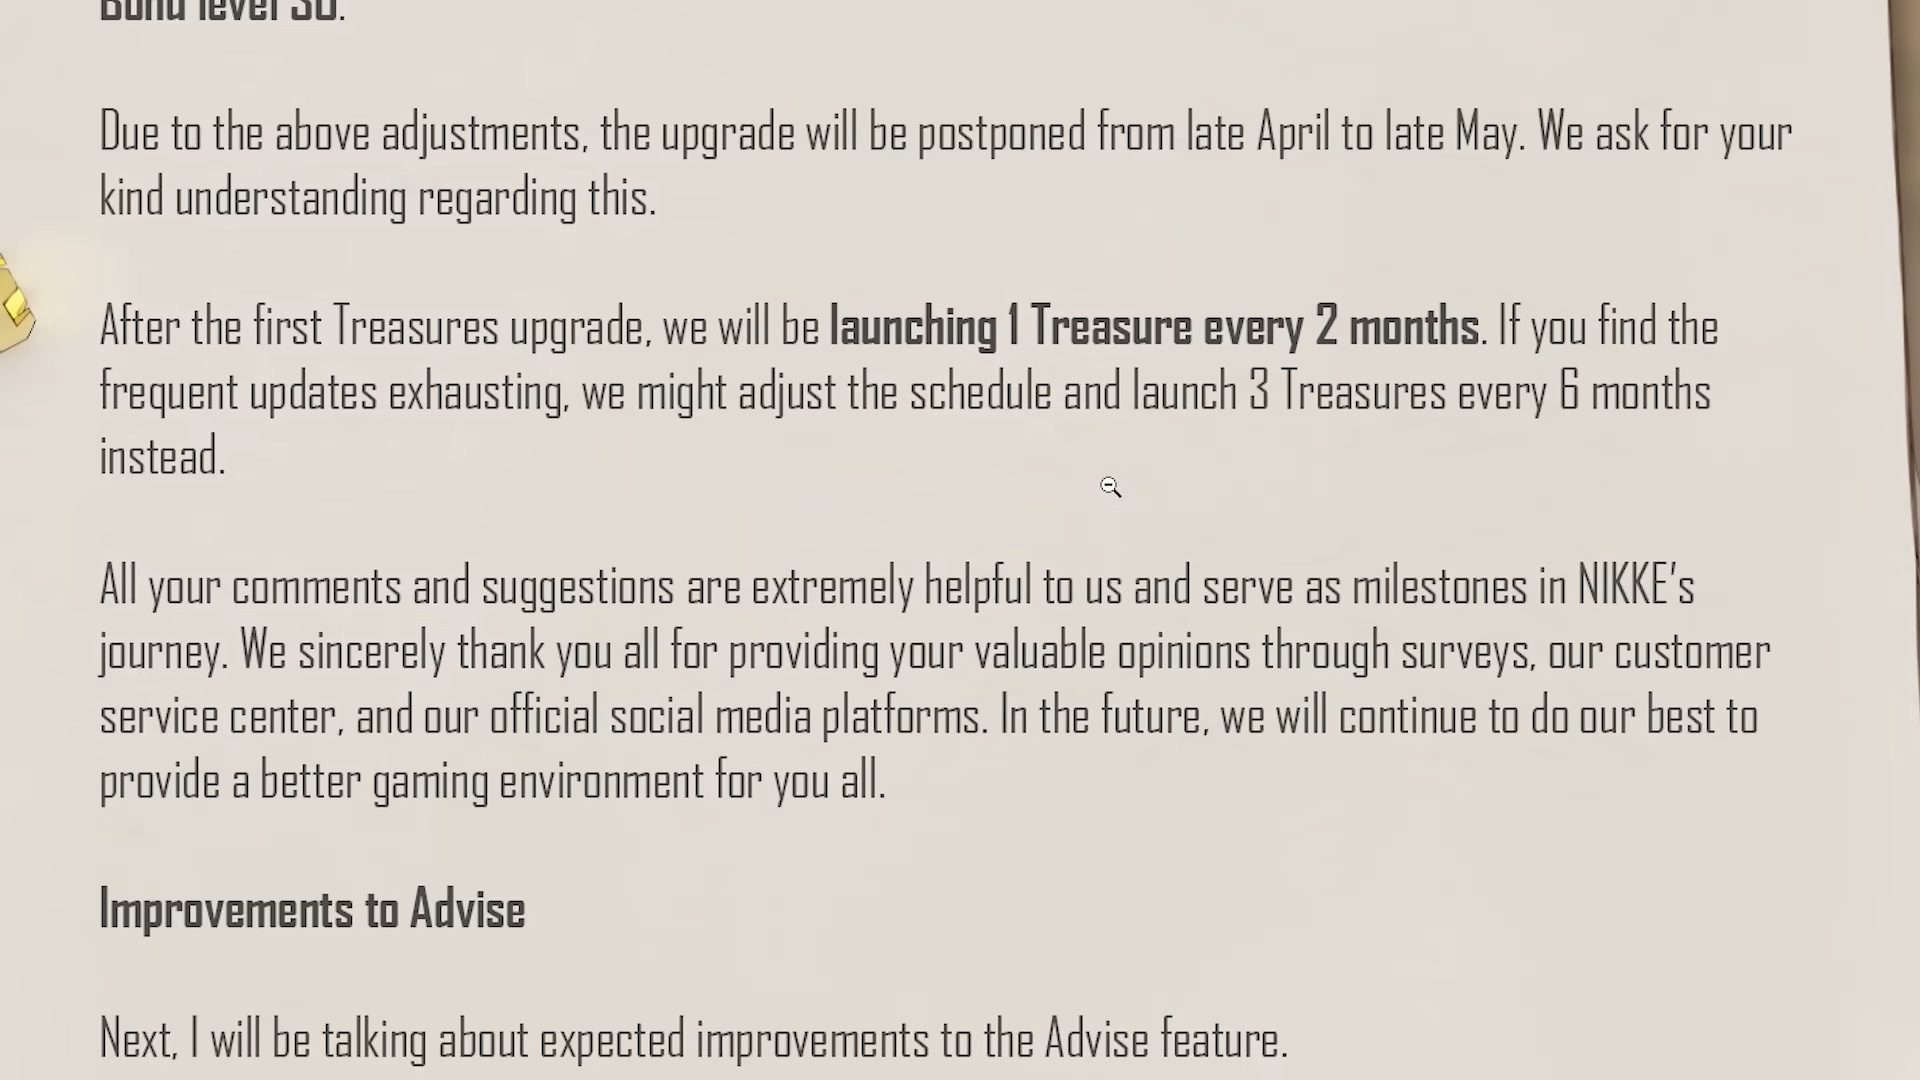 Bond level 30.
Due to the above adjustments, the upgrade will be postponed from late April to late May. We ask for your
kind understanding regarding this.
After the first Treasures upgrade, we will be launching 1 Treasure every 2 months. If you find the
frequent updates exhausting, we might adjust the schedule and launch 3 Treasures every 6 months
instead.
All your comments and suggestions are extremely helpful to us and serve as milestones in NIKKE's
journey. We sincerely thank you all for providing your valuable opinions through surveys, our customer
service center, and our official social media platforms. In the future, we will continue to do our best to
provide a better gaming environment for you all.
Improvements to Advise
Next, I will be talking about expected improvements to the Advise feature.